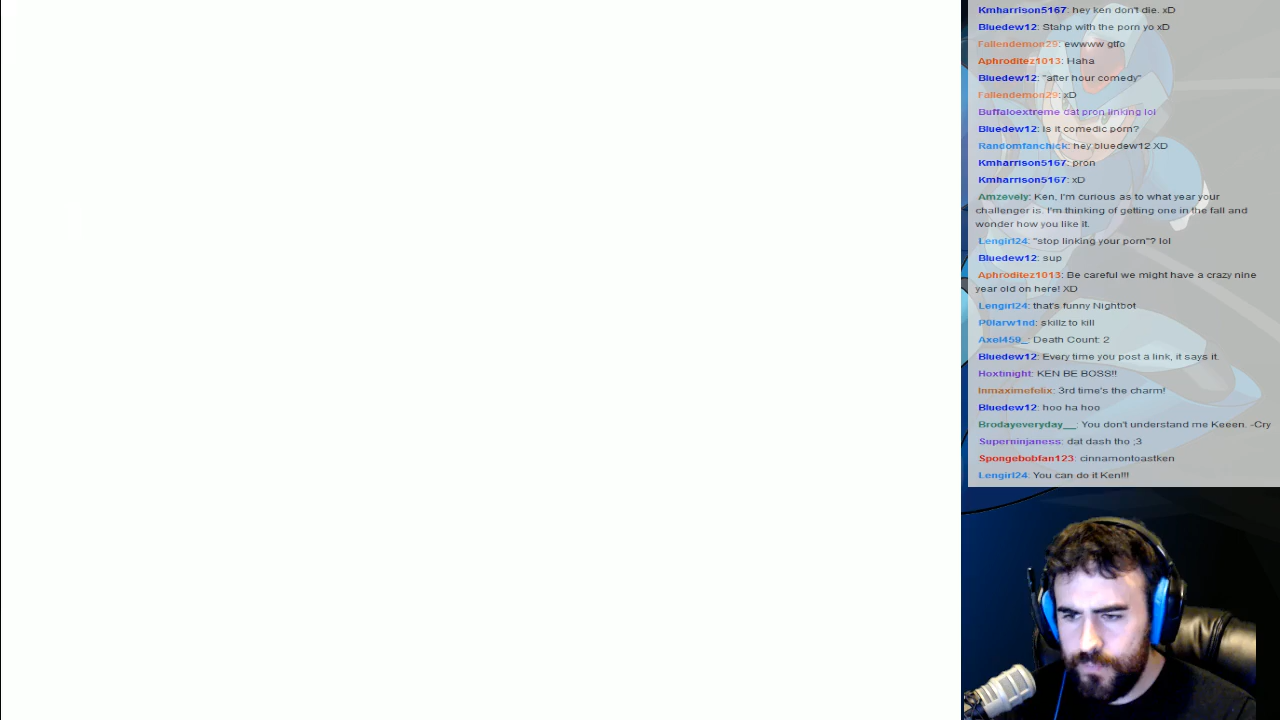 Kmharrison5167: hey ken don't die. xD
Bluedew12: Stahp with the porn yo xD
Fallendemon29: ewwww gtfo
Aphroditez1013: Haha
Bluedew12: "after hour comedy"
Fallendemon29: xD
Buffaloextreme dat pron linking lol
Bluedew12: Is it comedic porn?
Randomfanchick: hey bluedew12 XD
Kmharrison5167: pron
Kmharrison5167: xD
Amzevely: Ken, I'm curious as to what year your
challenger is. I'm thinking of getting one in the fall and
wonder how you like it.
Lengirl24: "stop linking your porn"? lol
Bluedew12: sup
Aphroditez1013: Be careful we might have a crazy nine
year old on here! XD
Lengirl24: that's funny Nightbot
P0larw1nd: skillz to kill
Axel459_: Death Count: 2
Bluedew12: Every time you post a link, it says it.
Hoxtinight: KEN BE BOSS!!
Inmaximefelix: 3rd time's the charm!
Bluedew12: hoo ha hoo
Brodayeveryday__: You don't understand me Keeen. -Cry
Superninjaness: dat dash tho ;3
Spongebobfan123: cinnamontoastken
Lengirl24: You can do it Ken!!!